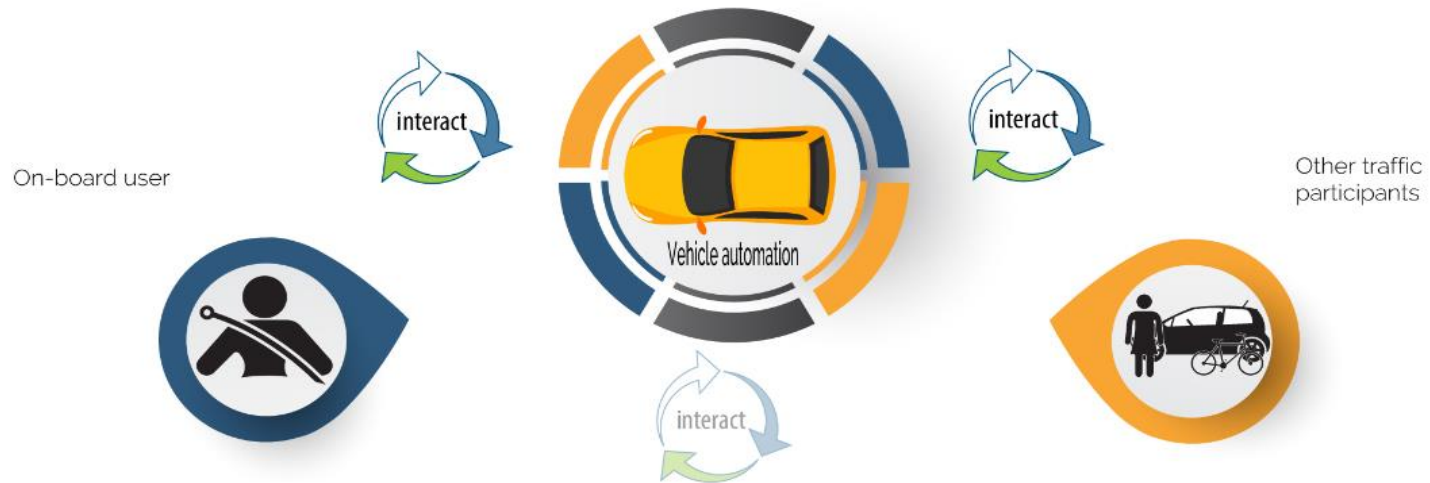 interact
interact
On-board user
Other traffic
participants
Vehicle automation
interact